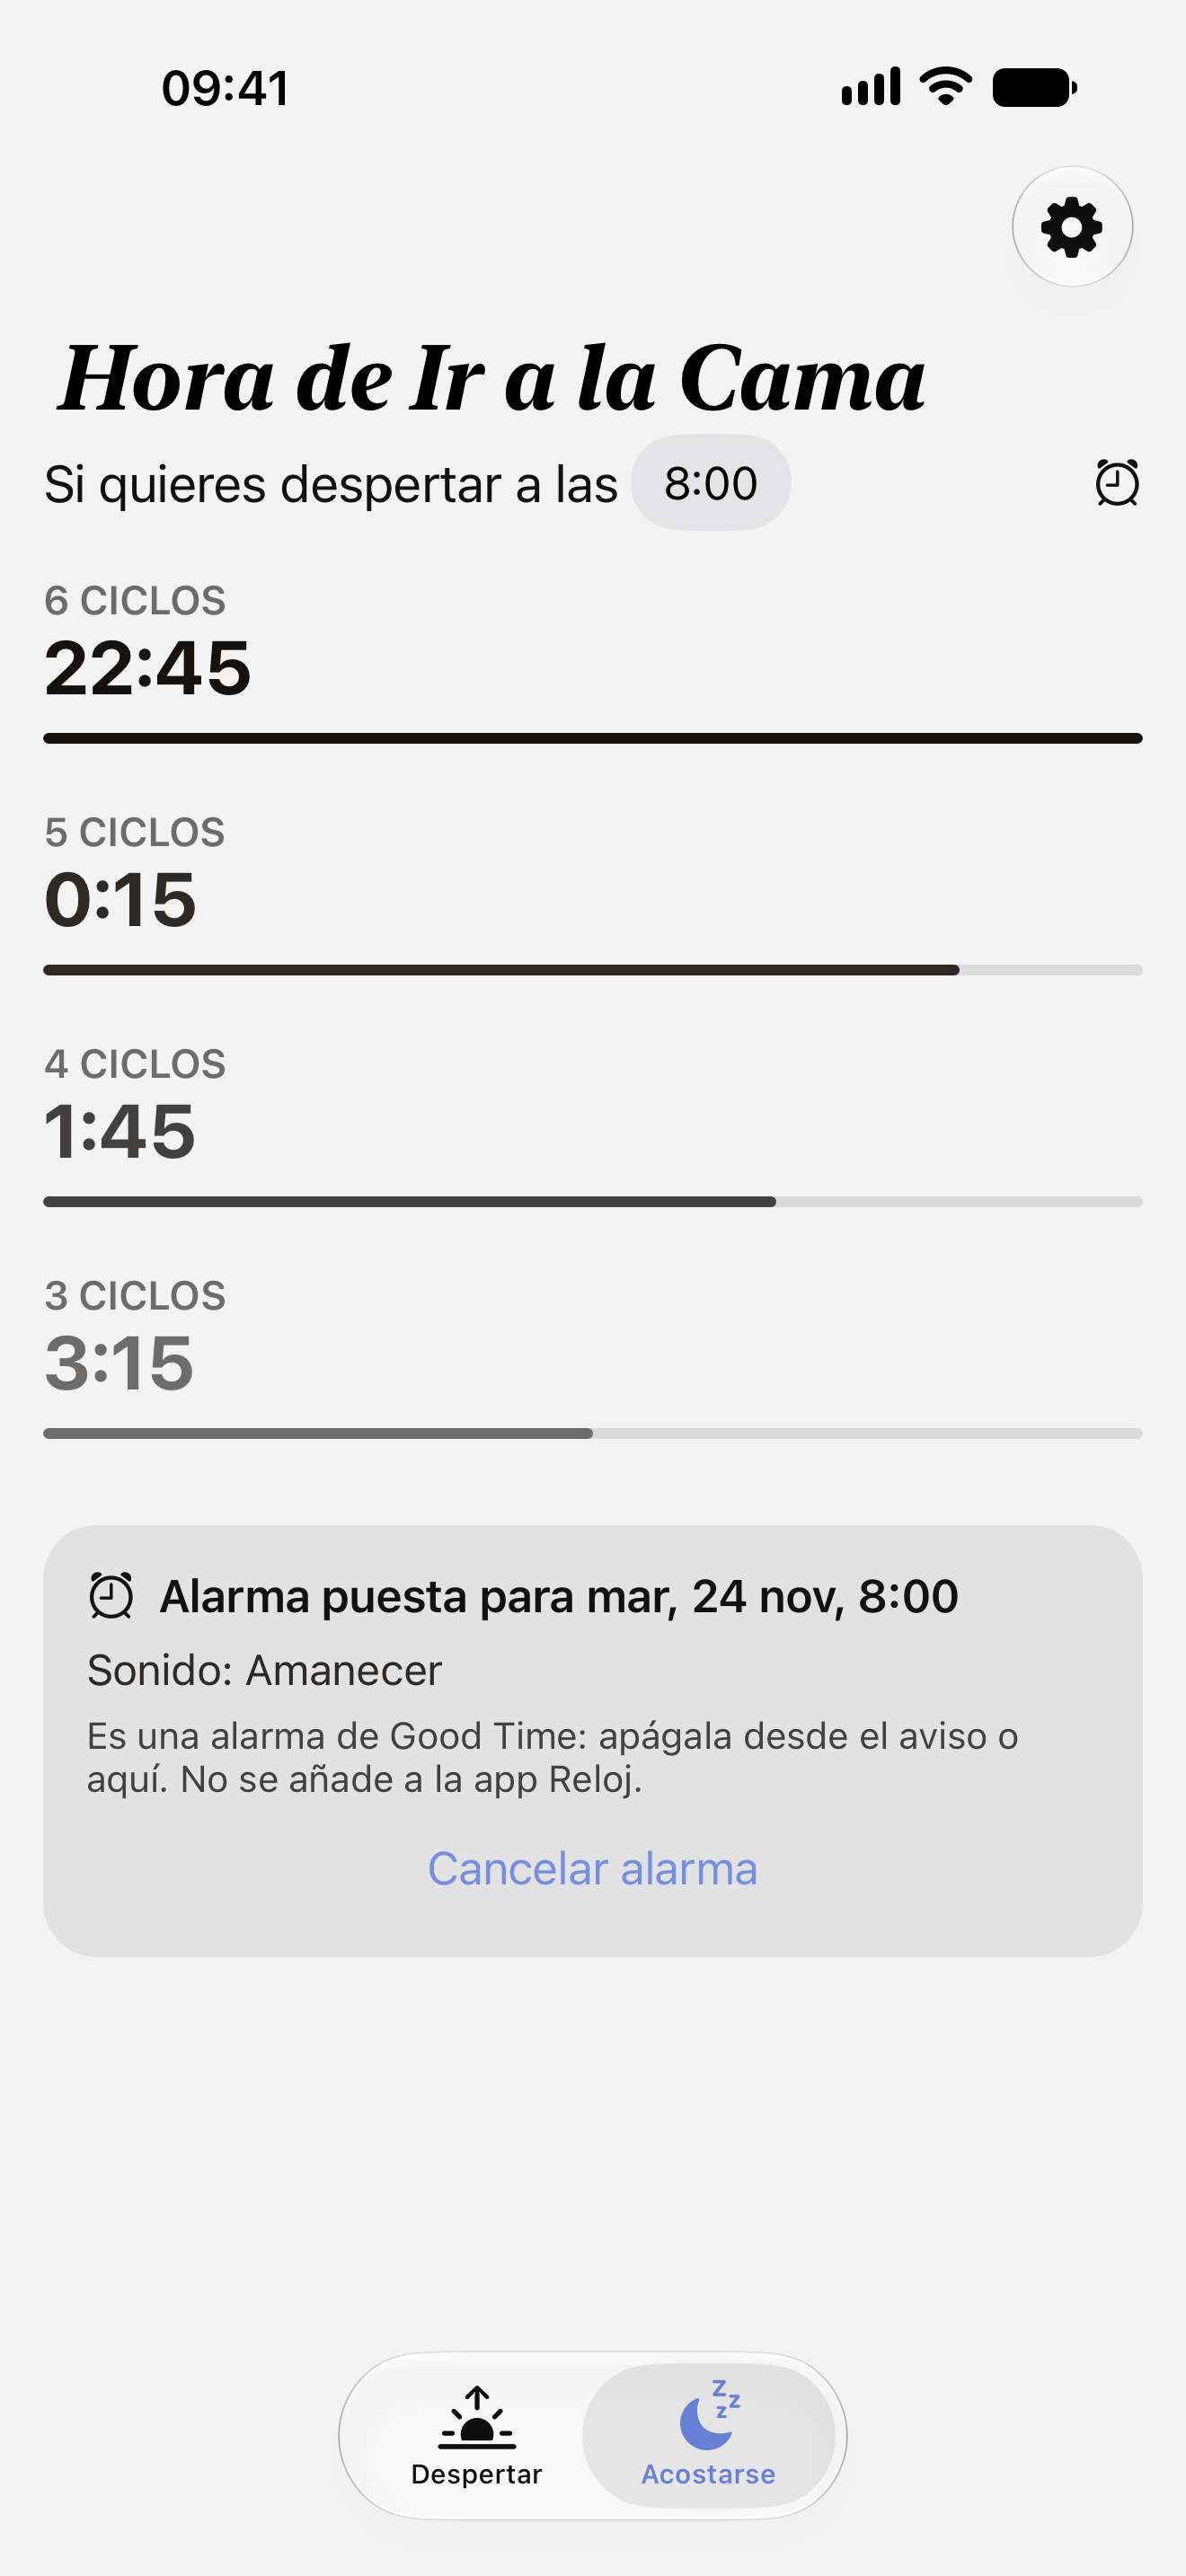 09:41
Hora de Ir a la Cama
Si quieres despertar a las 8:00
6 CICLOS
22:45
5 CICLOS
0:15
4 CICLOS
1:45
3 CICLOS
3:15
Alarma puesta para mar, 24 nov, 8:00
Sonido: Amanecer
Es una alarma de Good Time: apágala desde el aviso o
aquí. No se añade a la app Reloj.
Cancelar alarma
Despertar
Acostarse